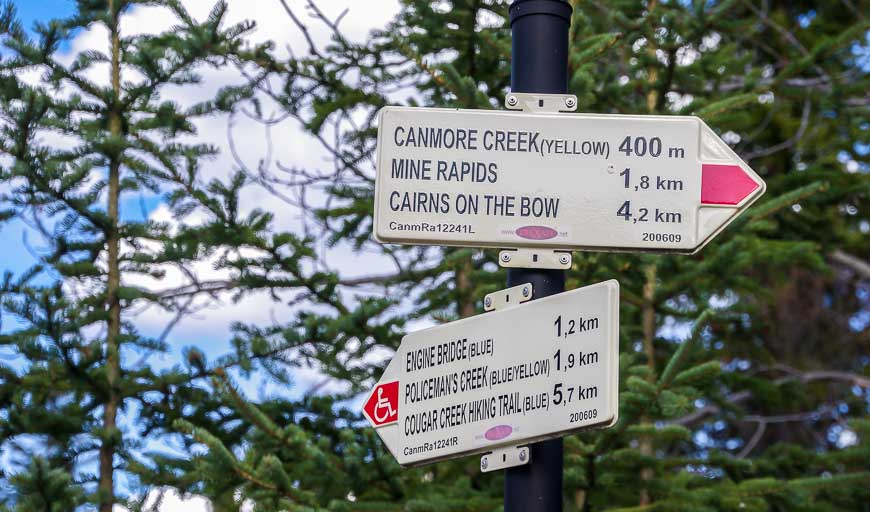 CANMORE CREEK(YELLOW) 400 m
MINE RAPIDS 1,8 km
CAIRNS ON THE BOW 4,2 km
CanmRa12241L 200609
ENGINE BRIDGE(BLUE) 1,2 km
POLICEMAN'S CREEK (BLUE/YELLOW) 1,9 km
COUGAR CREEK HIKING TRAIL(BLUE) 5,7 km
CanmRa12241R 200609